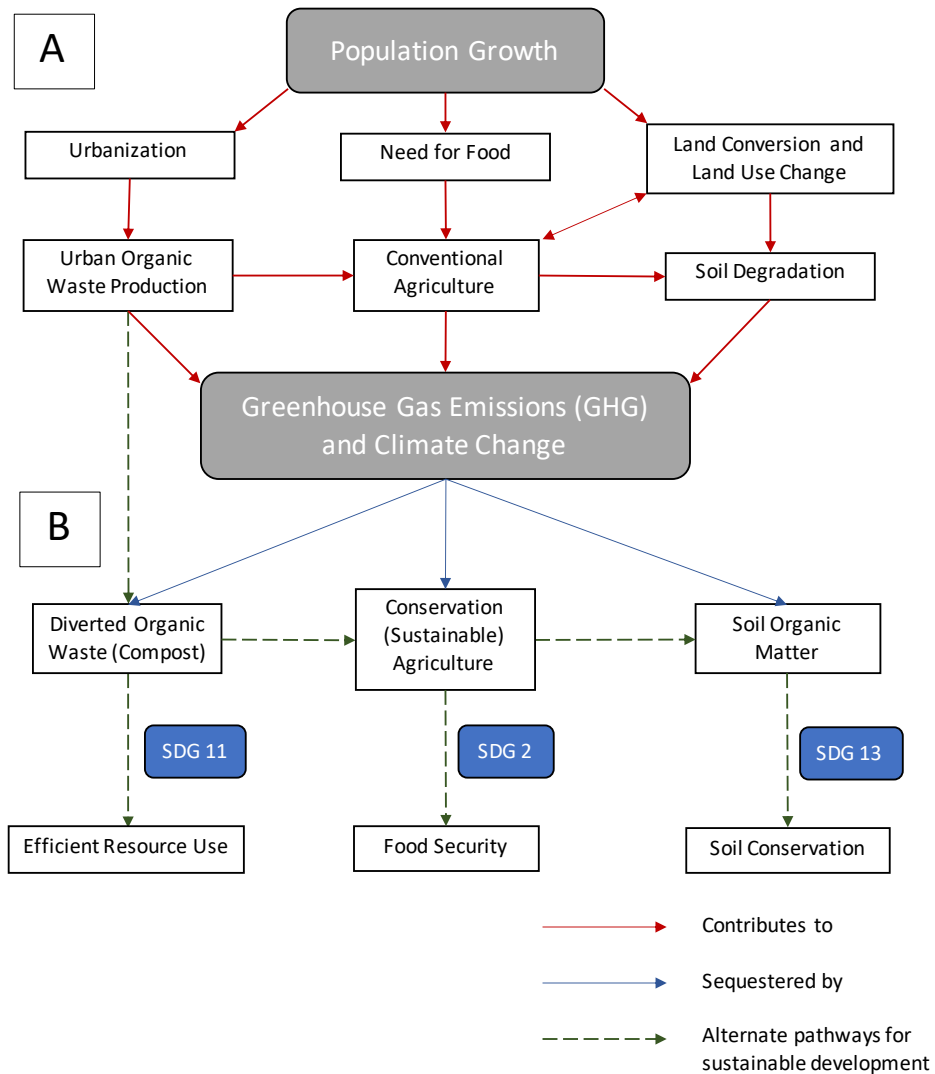 A
Population Growth
Urbanization
Need for Food
Land Conversion and
Land Use Change
Urban Organic
Waste Production
Conventional
Agriculture
Soil Degradation
Greenhouse Gas Emissions (GHG)
and Climate Change
B
Diverted Organic
Waste (Compost)
Conservation
(Sustainable)
Agriculture
Soil Organic
Matter
SDG 11
SDG 2
SDG 13
Efficient Resource Use
Food Security
Soil Conservation
Contributes to
Sequestered by
Alternate pathways for
sustainable development